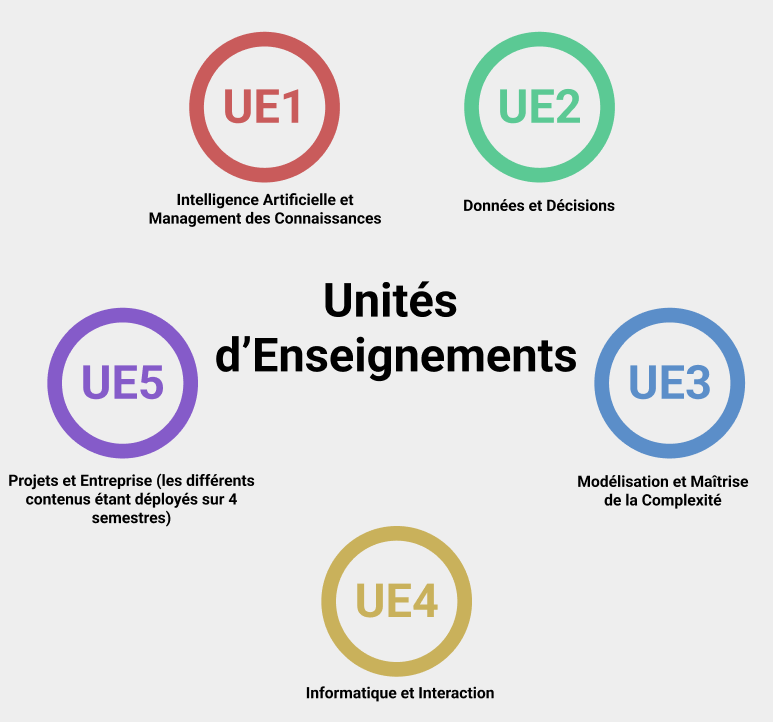 UE1
Intelligence Artificielle et
Management des Connaissances
UE2
Données et Décisions
Unités
d’Enseignements
UE5
Projets et Entreprise (les différents
contenus étant déployés sur 4
semestres)
UE3
Modélisation et Maîtrise
de la Complexité
UE4
Informatique et Interaction